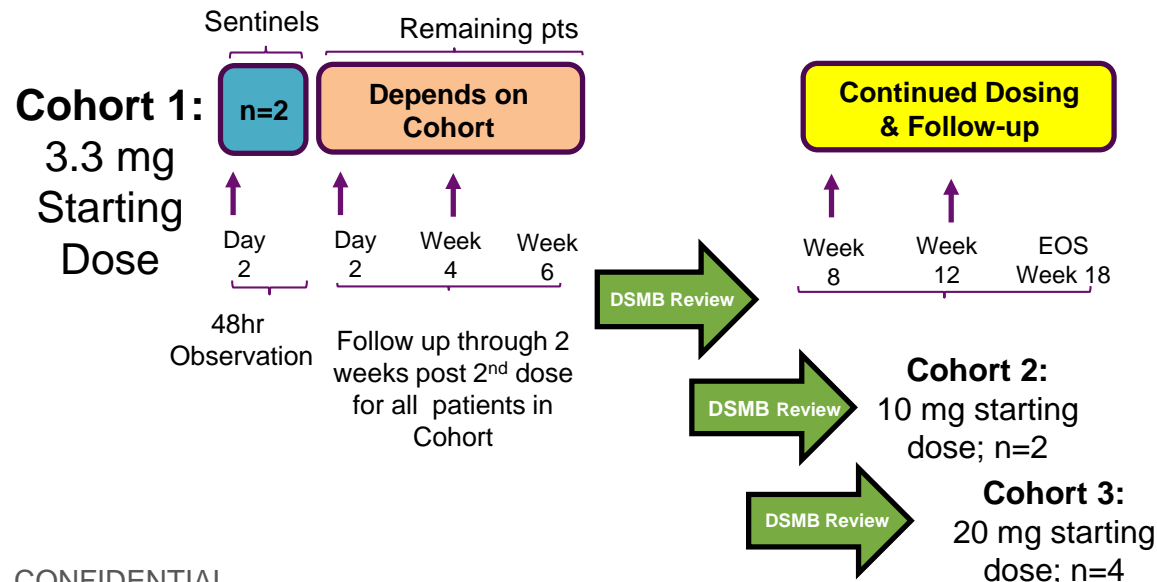 Sentinels
Remaining pts
Cohort 1:
3.3 mg
Starting
Dose
n=2
Depends on
Cohort
Continued Dosing
& Follow-up
Day
2
Day
2
Week
4
Week
6
Week
8
Week
12
EOS
Week 18
48hr
Observation
Follow up through 2
weeks post 2nd dose
for all patients in
Cohort
DSMB Review
DSMB Review
Cohort 2:
10 mg starting
dose; n=2
DSMB Review
Cohort 3:
20 mg starting
dose; n=4
CONFIDENTIAL